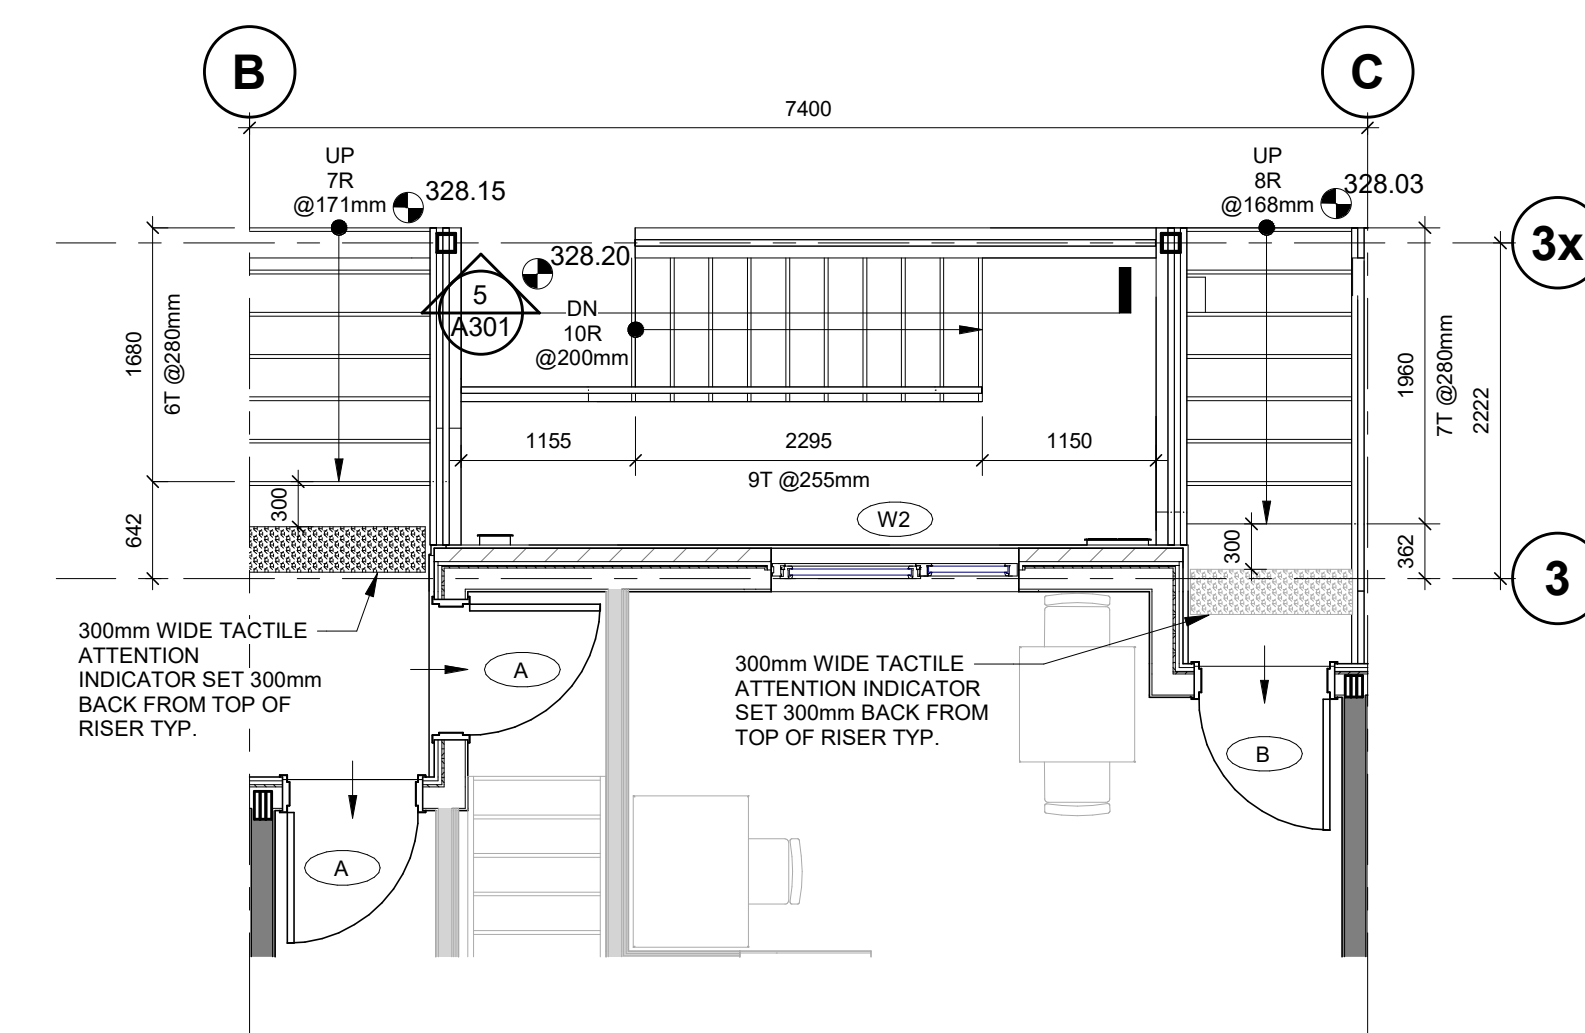 B
C
7400
UP
7R
@171mm
328.15
UP
8R
@168mm
328.03
3x
328.20
5
A301
DN
10R
@200mm
1680
6T @280mm
1960
7T @280mm
2222
1155
2295
1150
9T @255mm
W2
300
642
300
362
3
300mm WIDE TACTILE
ATTENTION
INDICATOR SET 300mm
BACK FROM TOP OF
RISER TYP.
A
300mm WIDE TACTILE
ATTENTION INDICATOR
SET 300mm BACK FROM
TOP OF RISER TYP.
B
A